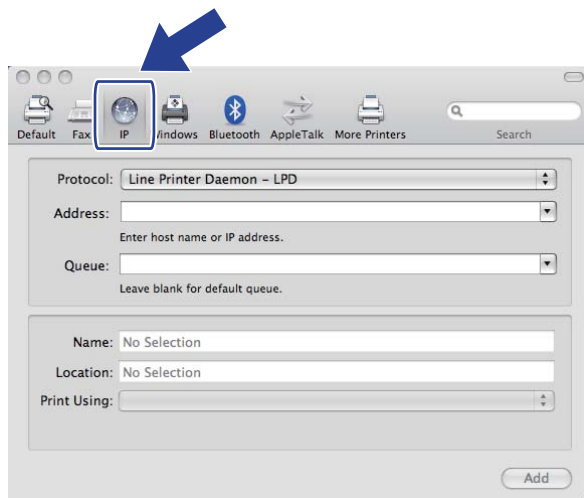 Default Fax IP Windows Bluetooth AppleTalk More Printers Search
Protocol: Line Printer Daemon – LPD
Address:
Enter host name or IP address.
Queue:
Leave blank for default queue.
Name: No Selection
Location: No Selection
Print Using:
Add